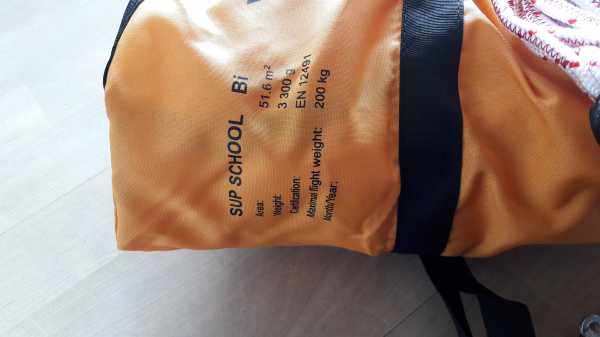 SUP SCHOOL Bi
Area: 51.6 m²
Weight: 3 300 g
Certification: EN 12491
Maximal flight weight: 200 kg
Month/Year: